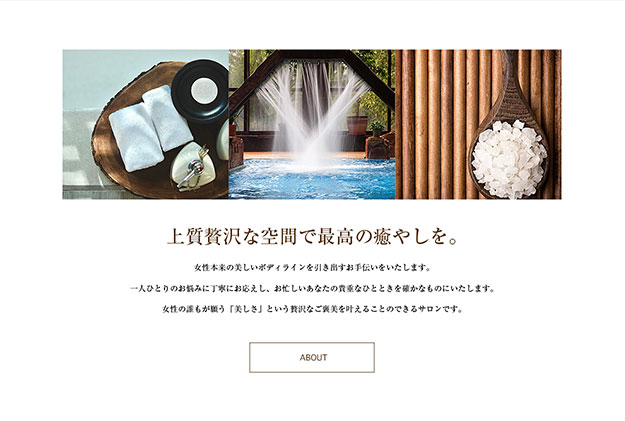 上質贅沢な空間で最高の癒やしを。
女性本来の美しいボディラインを引き出すお手伝いをいたします。
一人ひとりのお悩みに丁寧にお応えし、お忙しいあなたの貴重なひとときを確かなものにいたします。
女性の誰もが願う『美しさ』という贅沢なご褒美を叶えることのできるサロンです。
ABOUT